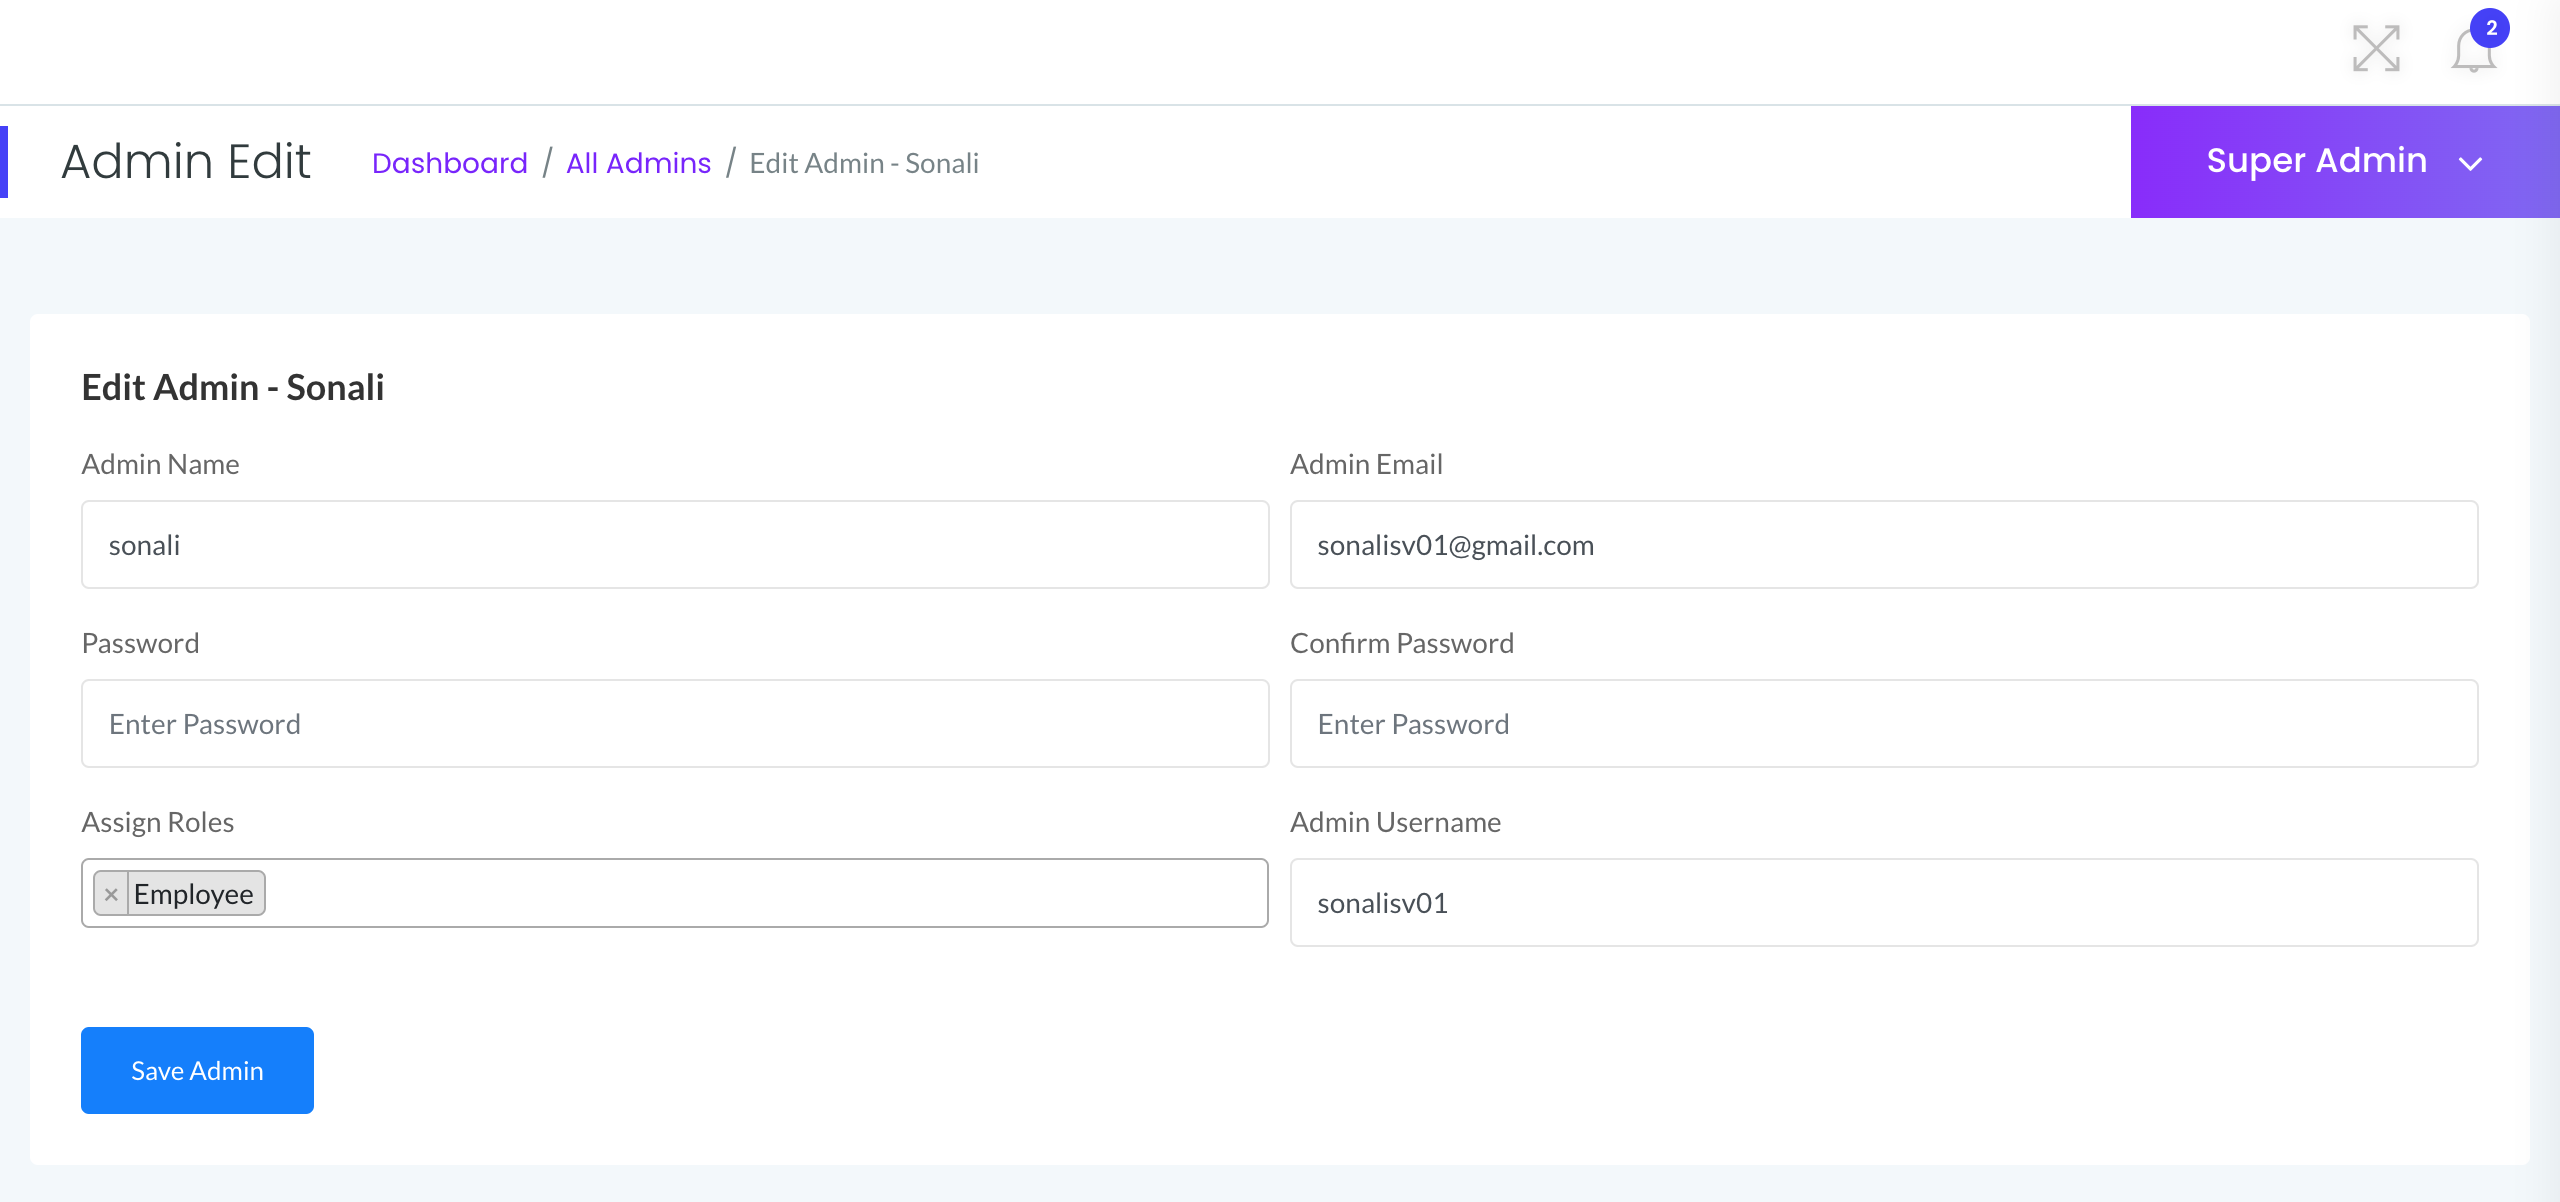 2
Admin Edit
Dashboard / All Admins / Edit Admin - Sonali
Super Admin
Edit Admin - Sonali
Admin Name
Admin Email
sonali
sonalisv01@gmail.com
Password
Confirm Password
Enter Password
Enter Password
Assign Roles
Admin Username
× Employee
sonalisv01
Save Admin